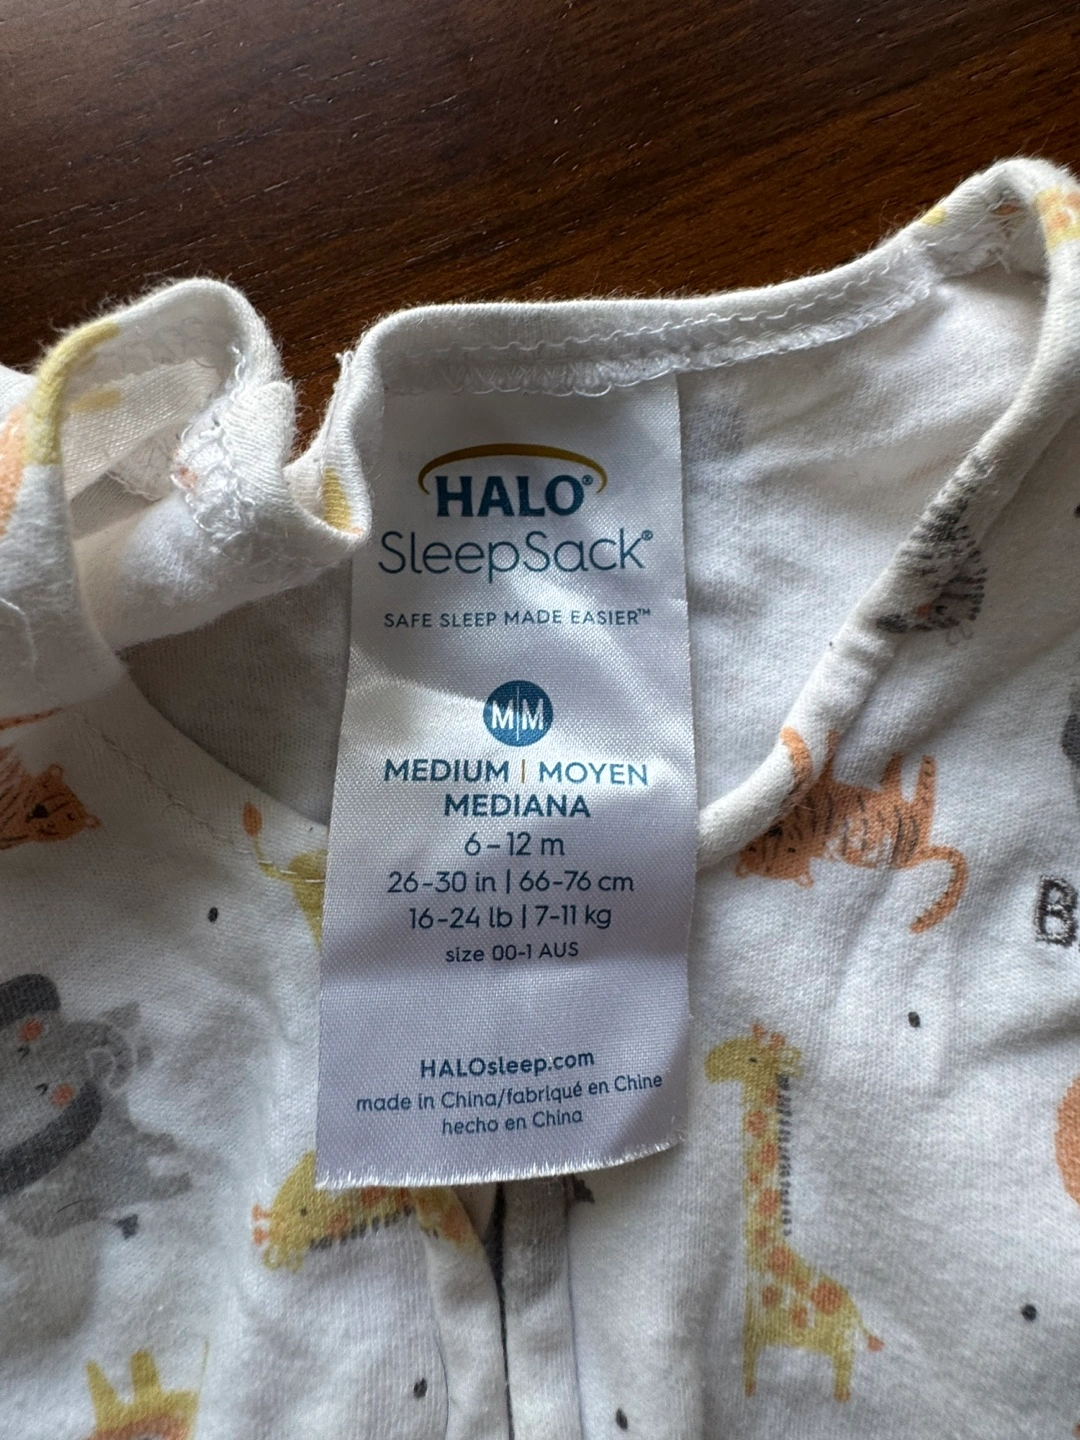 HALO®
SleepSack®
SAFE SLEEP MADE EASIER™
M|M
MEDIUM | MOYEN
MEDIANA
6-12 m
26-30 in | 66-76 cm
16-24 lb | 7-11 kg
size 00-1 AUS
HALOsleep.com
made in China/fabriqué en Chine
hecho en China
B